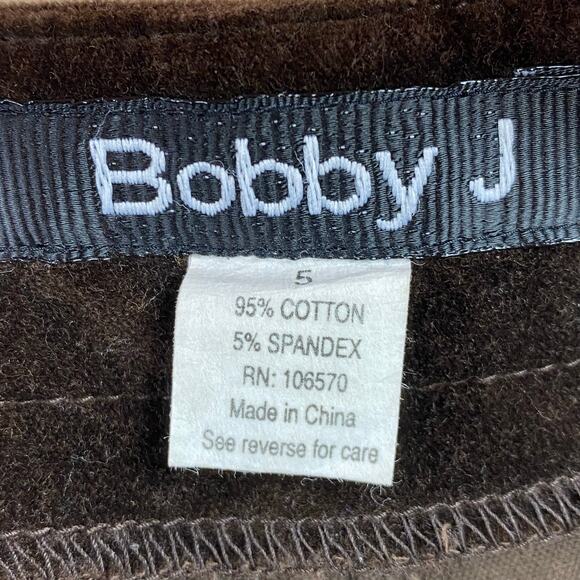 Bobby J
5
95% COTTON
5% SPANDEX
RN: 106570
Made in China
See reverse for care